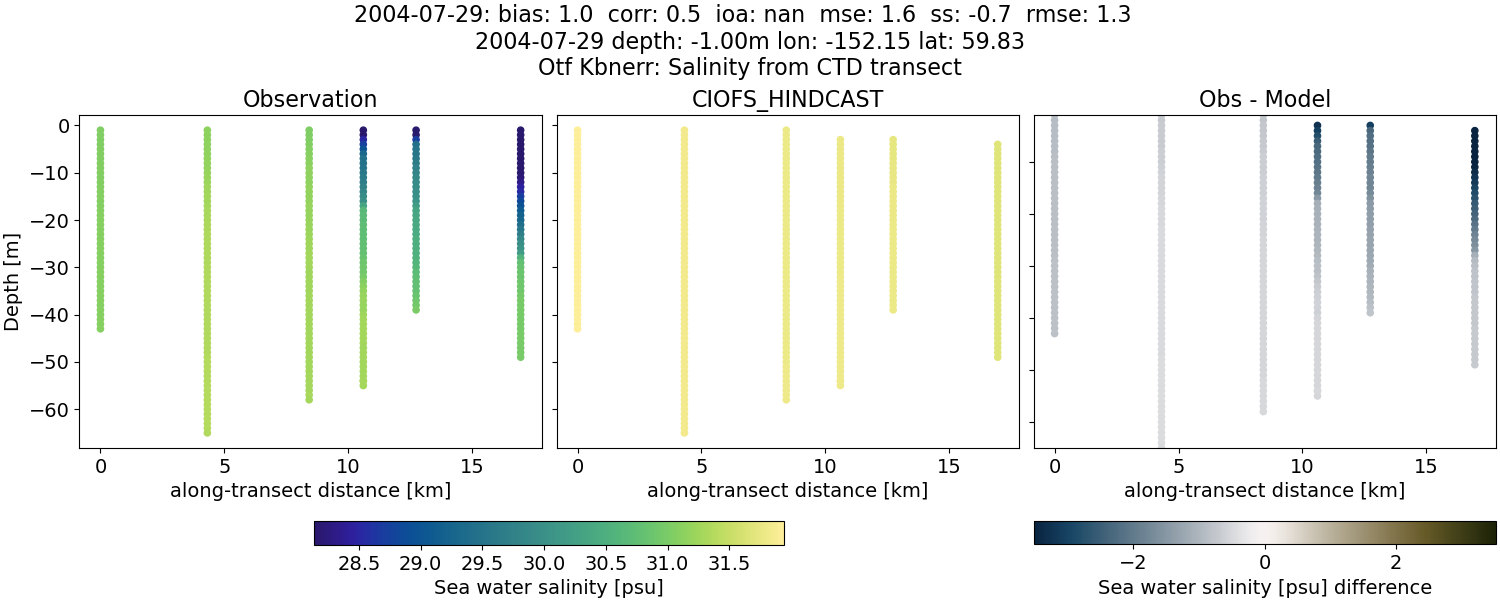 2004-07-29: bias: 1.0  corr: 0.5  ioa: nan  mse: 1.6  ss: -0.7  rmse: 1.3
2004-07-29 depth: -1.00m lon: -152.15 lat: 59.83
Otf Kbnerr: Salinity from CTD transect
Observation
CIOFS_HINDCAST
Obs - Model
Depth [m]
0
−10
−20
−30
−40
−50
−60
0 5 10 15
0 5 10 15
0 5 10 15
along-transect distance [km]
along-transect distance [km]
along-transect distance [km]
28.5 29.0 29.5 30.0 30.5 31.0 31.5
Sea water salinity [psu]
−2 0 2
Sea water salinity [psu] difference